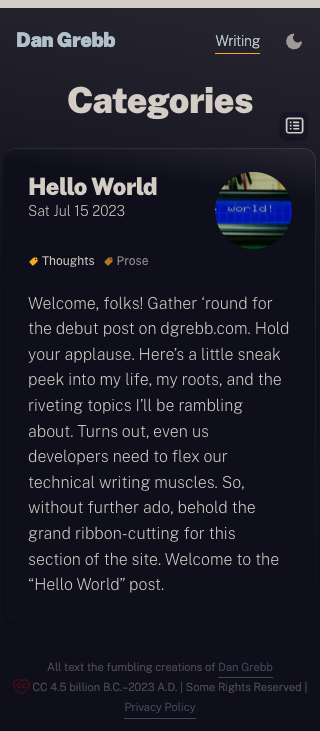 Dan Grebb
Writing
Categories
Hello World
Sat Jul 15 2023
world!
Thoughts Prose
Welcome, folks! Gather ‘round for
the debut post on dgrebb.com. Hold
your applause. Here’s a little sneak
peek into my life, my roots, and the
riveting topics I’ll be rambling
about. Turns out, even us
developers need to flex our
technical writing muscles. So,
without further ado, behold the
grand ribbon-cutting for this
section of the site. Welcome to the
“Hello World” post.
All text the fumbling creations of Dan Grebb
CC 4.5 billion B.C.–2023 A.D. | Some Rights Reserved |
Privacy Policy